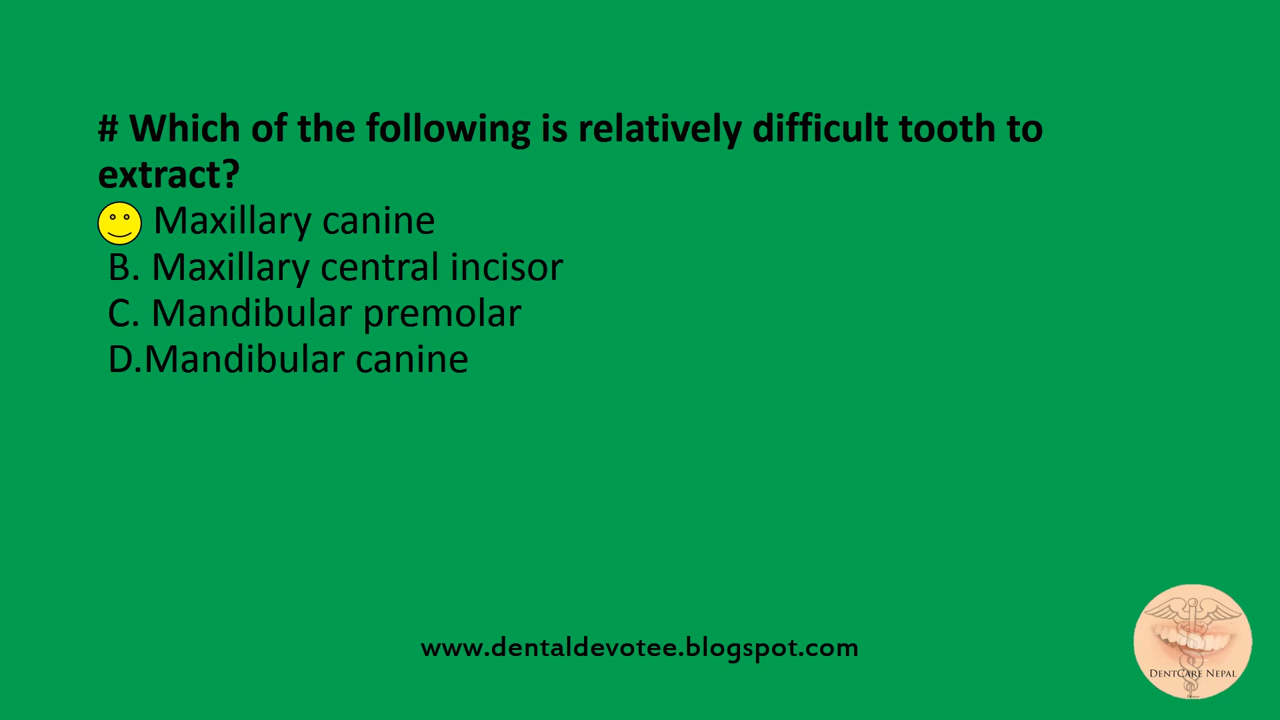 # Which of the following is relatively difficult tooth to
extract?
Maxillary canine
B. Maxillary central incisor
C. Mandibular premolar
D.Mandibular canine
www.dentaldevotee.blogspot.com
DentCare Nepal